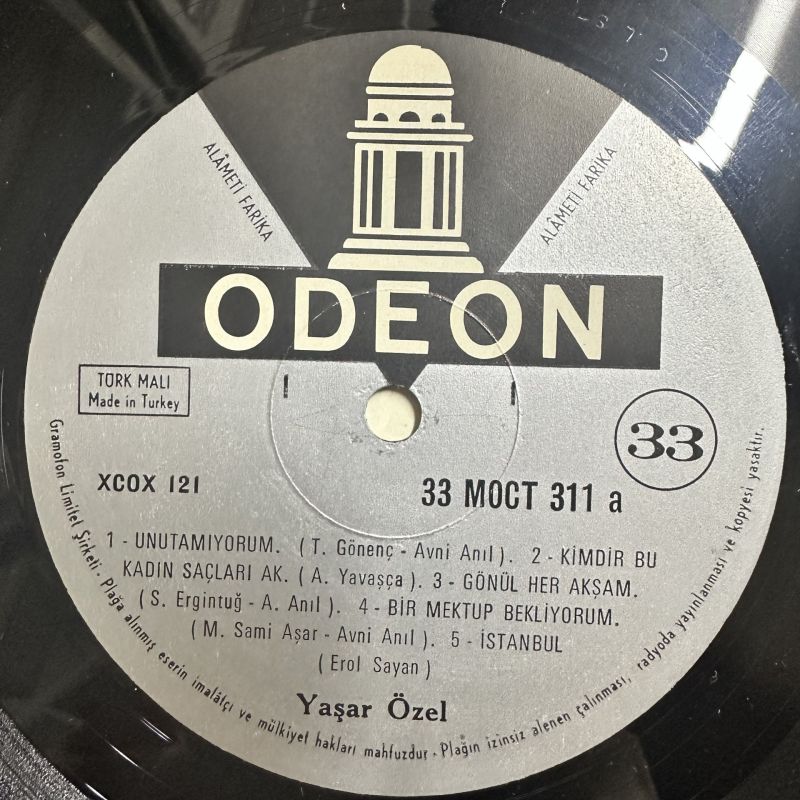 ALÂMETİ FARİKA
ALÂMETİ FARİKA
ODEON
TÜRK MALI
Made in Turkey
33
XCOX 121
33 MOCT 311 a
1 - UNUTAMIYORUM. ( T. Gönenç - Avni Anıl ). 2 - KİMDİR BU
KADIN SAÇLARI AK. ( A. Yavaşça ). 3 - GÖNÜL HER AKŞAM.
( S. Ergintuğ - A. Anıl ). 4 - BİR MEKTUP BEKLİYORUM.
( M. Sami Aşar - Avni Anıl ). 5 - İSTANBUL
( Erol Sayan )
Yaşar Özel
Gramofon Limitet Şirketi - Plağa alınmış eserin imalâtçı ve mülkiyet hakları mahfuzdur - Plağın izinsiz alenen çalınması, radyoda yayınlanması ve kopyesi yasaktır.